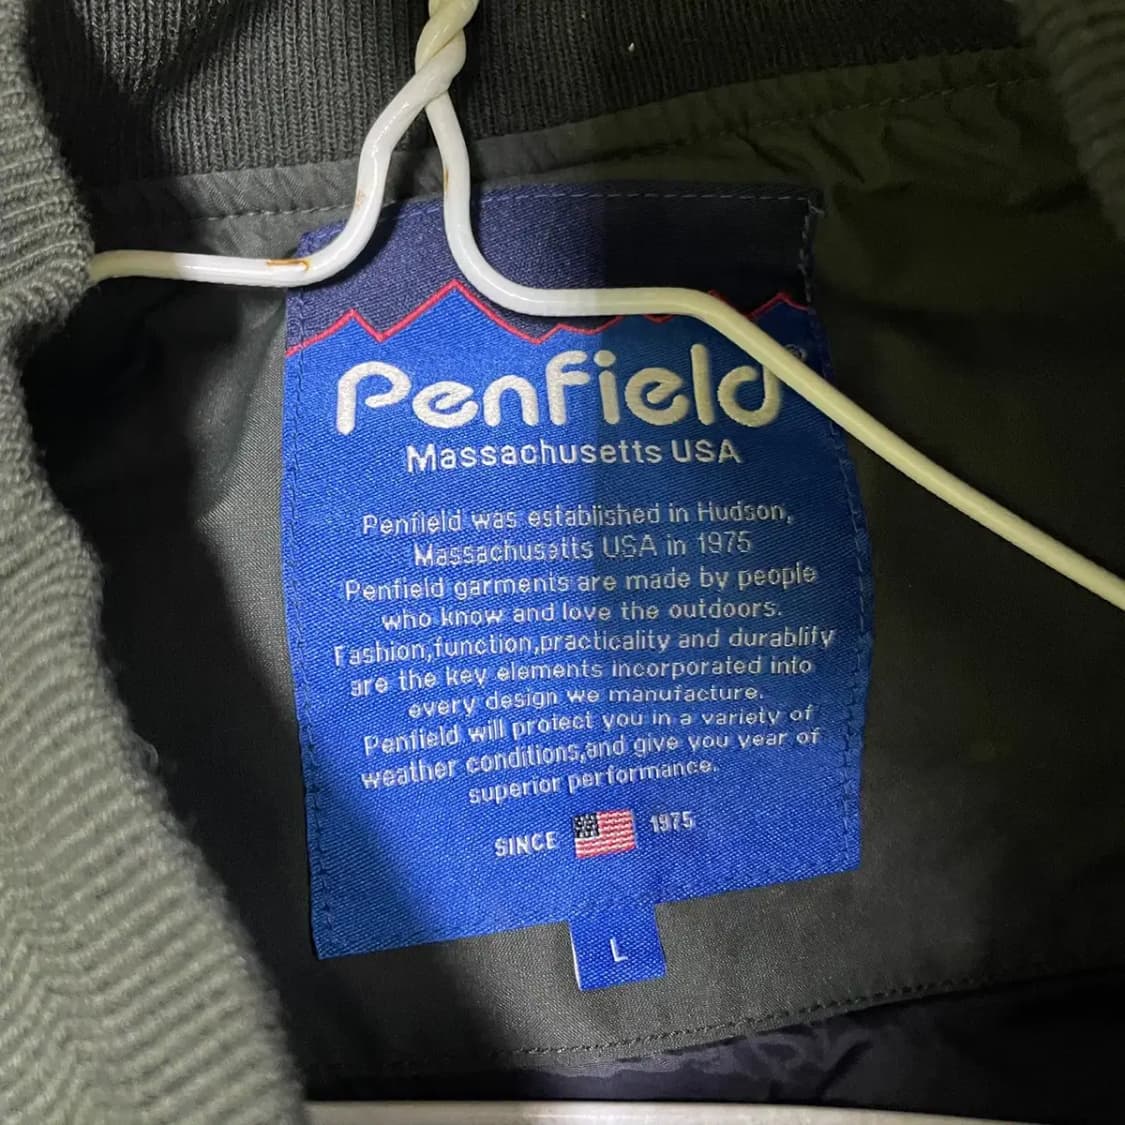 Penfield
Massachusetts USA
Penfield was established in Hudson,
Massachusetts USA in 1975
Penfield garments are made by people
who know and love the outdoors.
Fashion,function,practicality and durablify
are the key elements incorporated into
every design we manufacture.
Penfield will protect you in a variety of
weather conditions,and give you year of
superior performance.
SINCE 1975
L